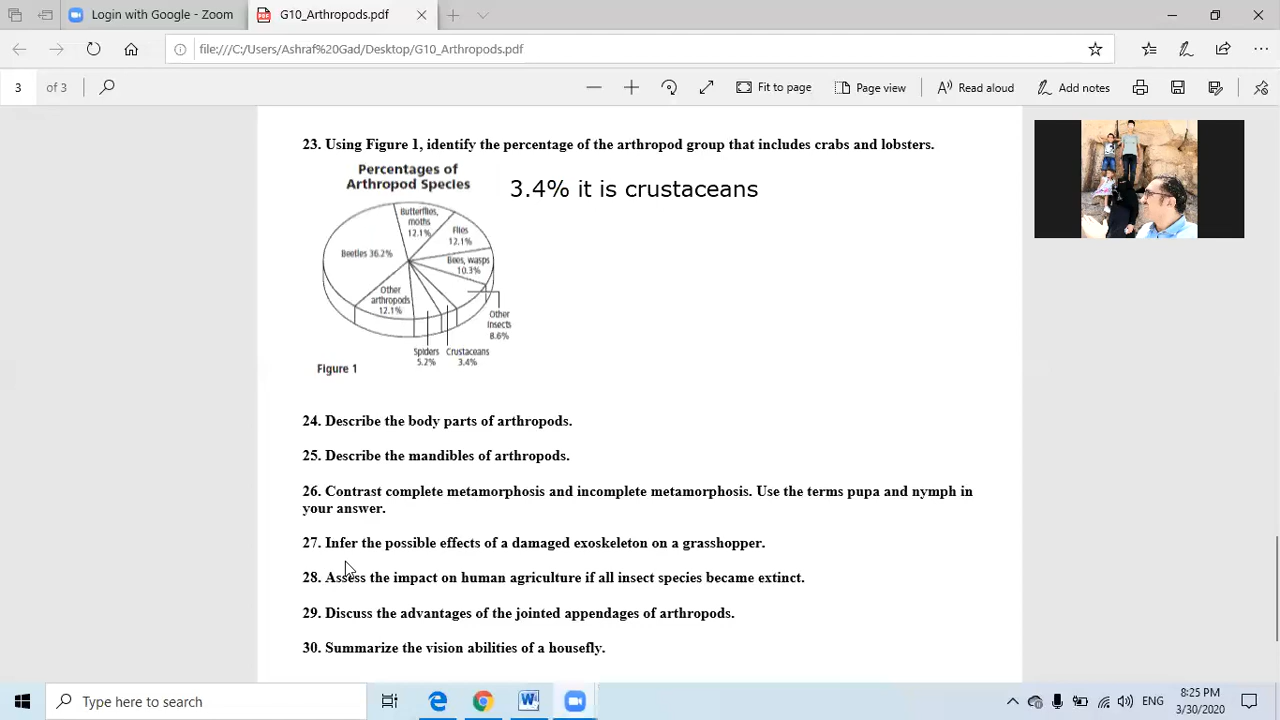 Login with Google - Zoom
G10_Arthropods.pdf
file:///C:/Users/Ashraf%20Gad/Desktop/G10_Arthropods.pdf
3 of 3
Fit to page
Page view
Read aloud
Add notes
23. Using Figure 1, identify the percentage of the arthropod group that includes crabs and lobsters.
Percentages of
Arthropod Species
3.4% it is crustaceans
Butterflies,
moths
12.1%
Flies
12.1%
Beetles 36.2%
Bees, wasps
10.3%
Other
arthropods
12.1%
Other
insects
8.6%
Spiders
5.2%
Crustaceans
3.4%
Figure 1
24. Describe the body parts of arthropods.
25. Describe the mandibles of arthropods.
26. Contrast complete metamorphosis and incomplete metamorphosis. Use the terms pupa and nymph in
your answer.
27. Infer the possible effects of a damaged exoskeleton on a grasshopper.
28. Assess the impact on human agriculture if all insect species became extinct.
29. Discuss the advantages of the jointed appendages of arthropods.
30. Summarize the vision abilities of a housefly.
Type here to search
ENG
8:25 PM
3/30/2020